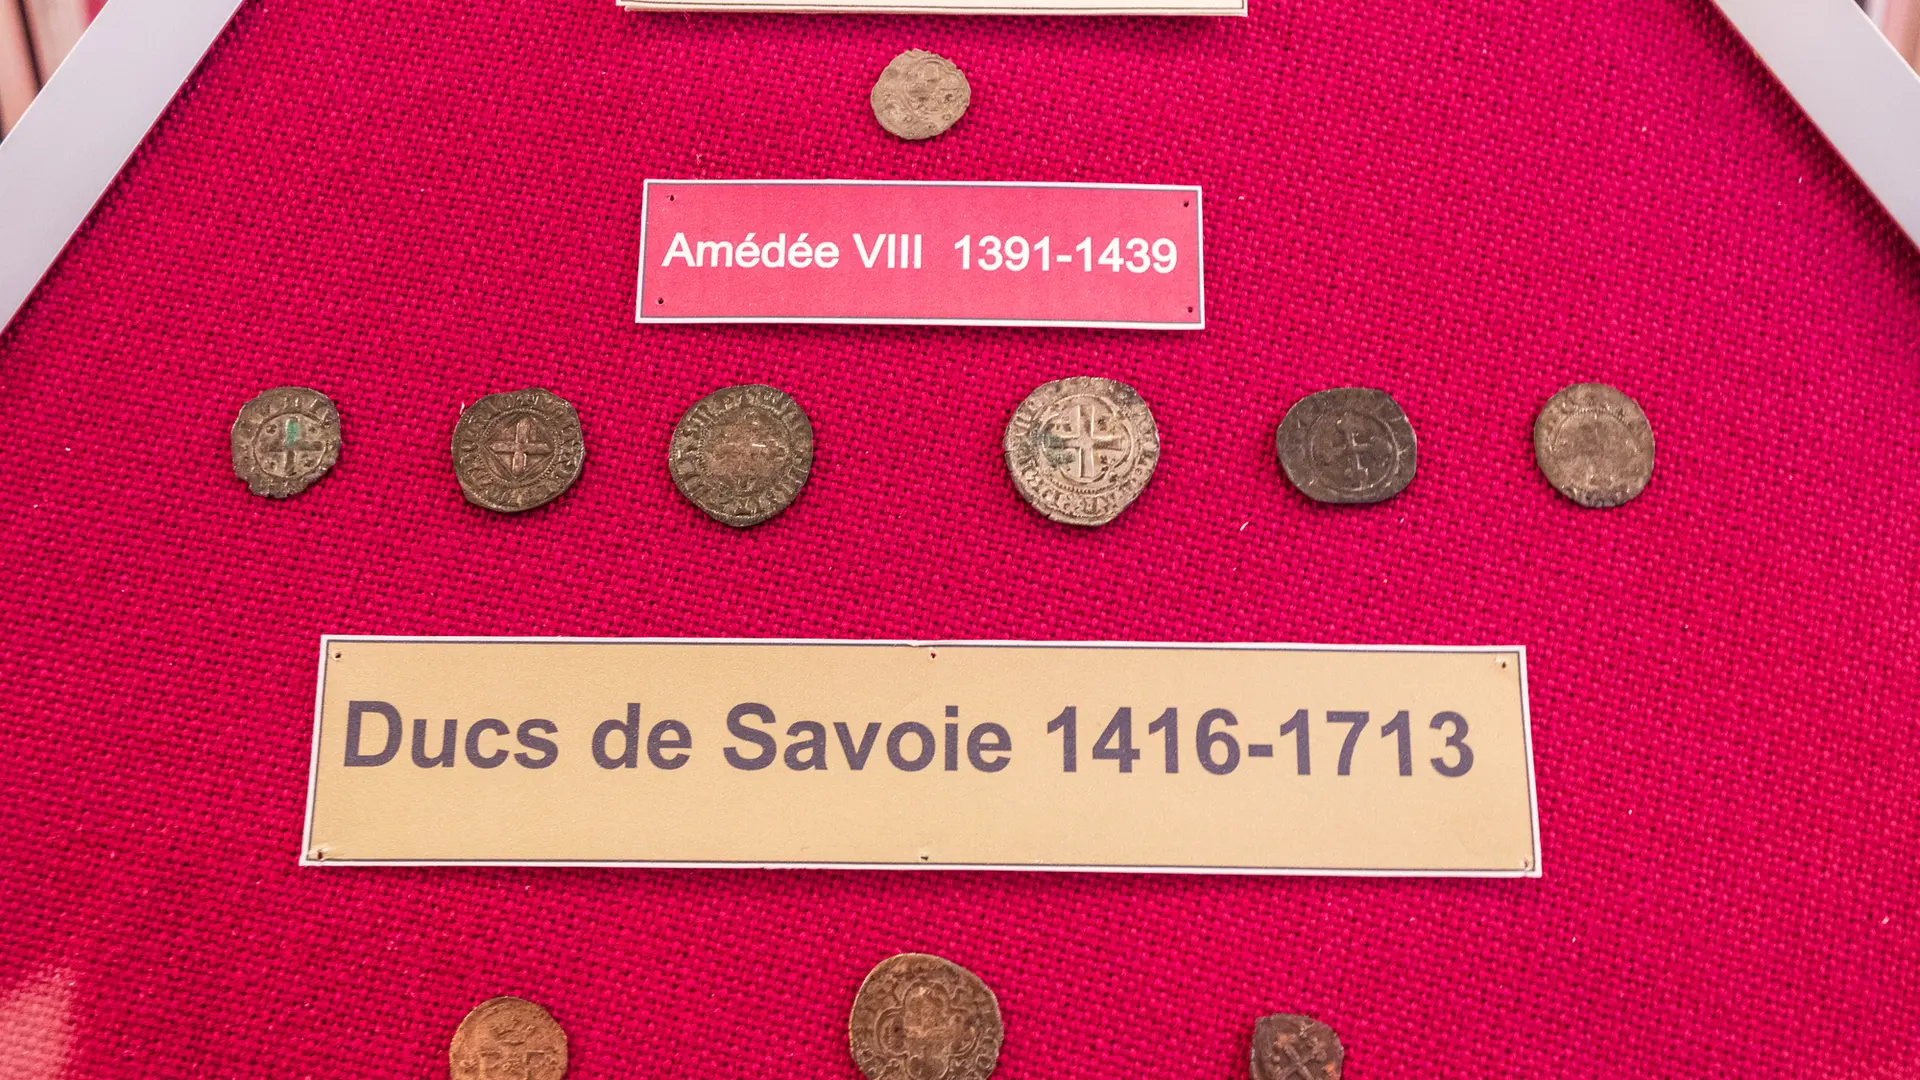 Amédée VIII 1391-1439
Ducs de Savoie 1416-1713